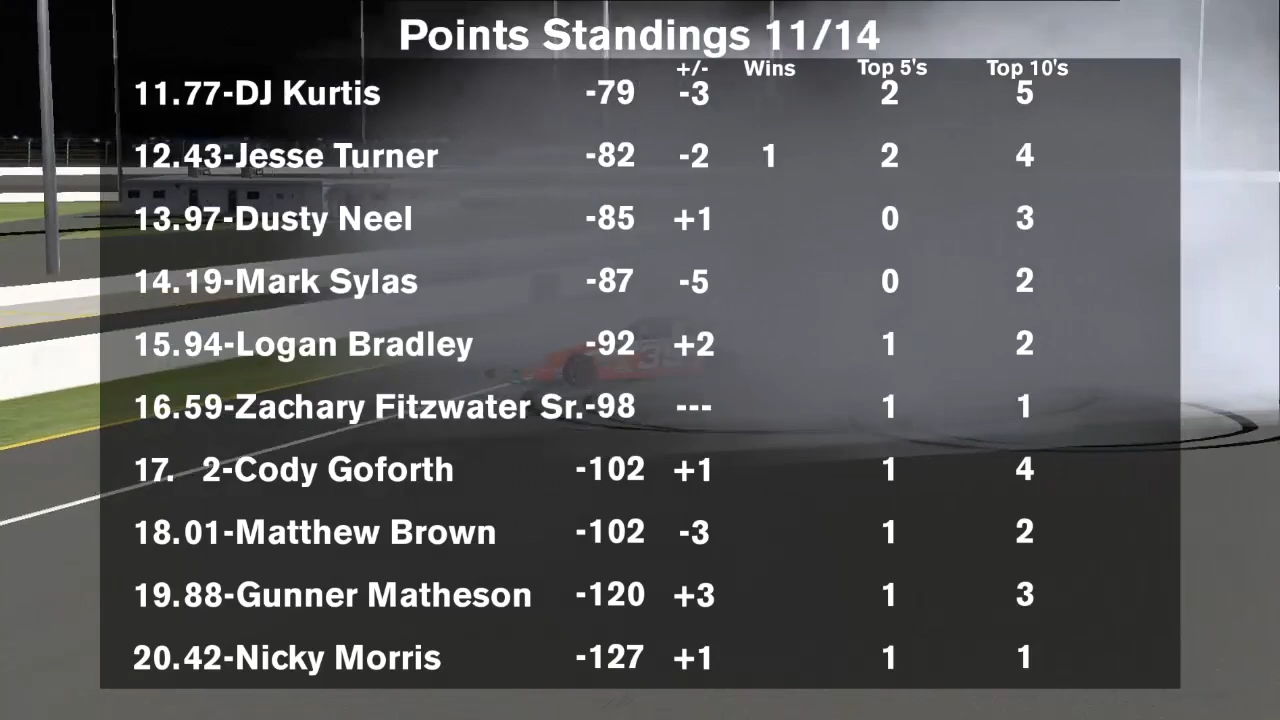 Points Standings 11/14
+/- Wins Top 5's Top 10's
11.77-DJ Kurtis -79 -3 2 5
12.43-Jesse Turner -82 -2 1 2 4
13.97-Dusty Neel -85 +1 0 3
14.19-Mark Sylas -87 -5 0 2
15.94-Logan Bradley -92 +2 1 2
16.59-Zachary Fitzwater Sr.-98 --- 1 1
17. 2-Cody Goforth -102 +1 1 4
18.01-Matthew Brown -102 -3 1 2
19.88-Gunner Matheson -120 +3 1 3
20.42-Nicky Morris -127 +1 1 1